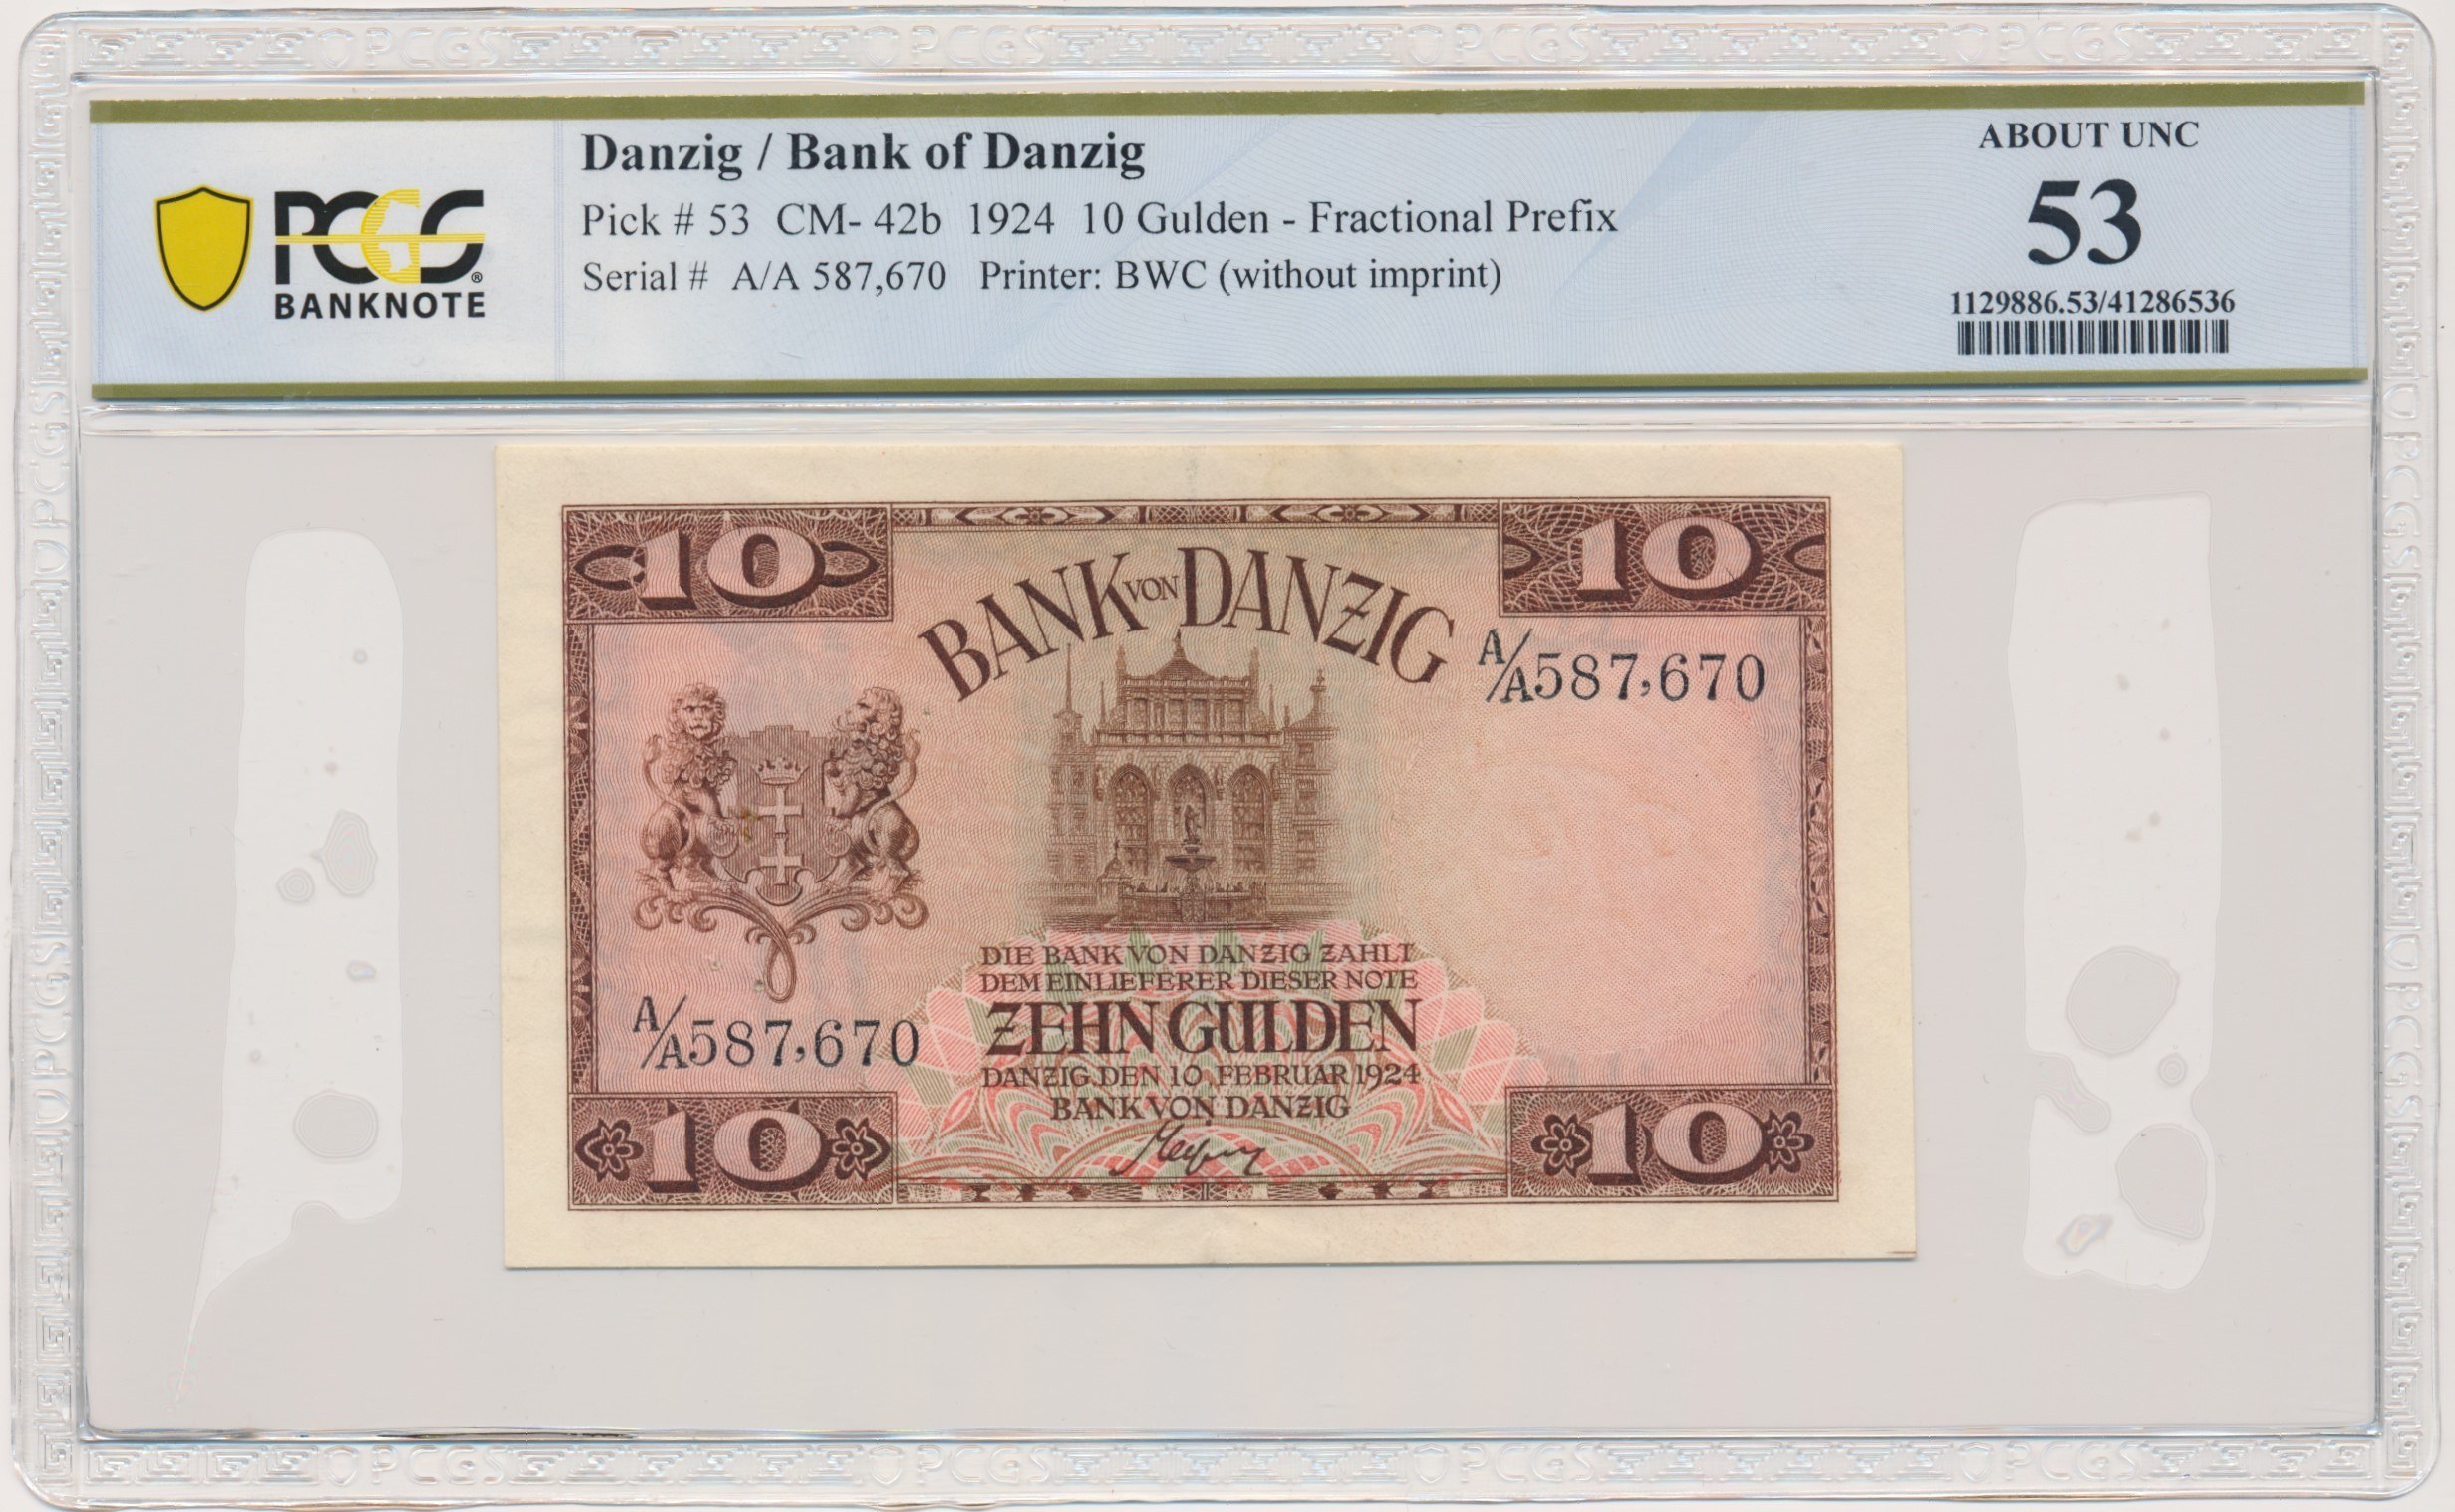 PCGS BANKNOTE
Danzig / Bank of Danzig
Pick # 53 CM- 42b 1924 10 Gulden - Fractional Prefix
Serial # A/A 587,670 Printer: BWC (without imprint)
ABOUT UNC
53
1129886.53/41286536
10 10
BANK VON DANZIG
A/A 587,670
DIE BANK VON DANZIG ZAHLT
DEM EINLIEFERER DIESER NOTE
ZEHN GULDEN
A/A 587,670
DANZIG, DEN 10. FEBRUAR 1924
BANK VON DANZIG
10 10